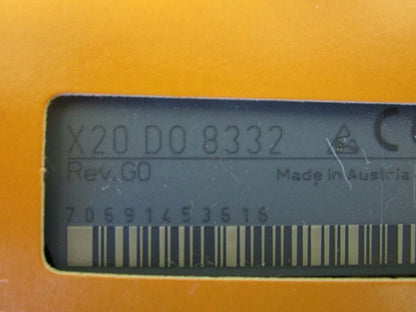 X20 DO 8332
Rev.G0
Made in Austria
70691453616